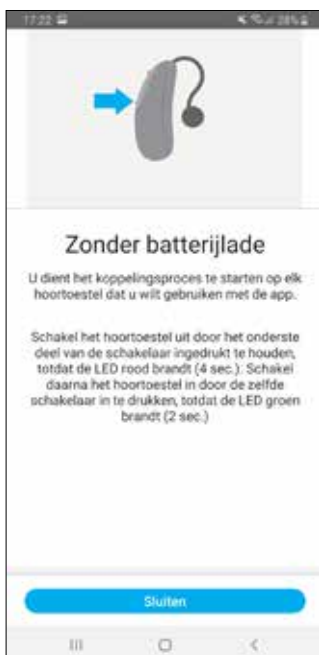 17:22
28%
Zonder batterijlade
U dient het koppelingsproces te starten op elk
hoortoestel dat u wilt gebruiken met de app.
Schakel het hoortoestel uit door het onderste
deel van de schakelaar ingedrukt te houden,
totdat de LED rood brandt (4 sec.). Schakel
daarna het hoortoestel in door de zelfde
schakelaar in te drukken, totdat de LED groen
brandt (2 sec.)
Sluiten